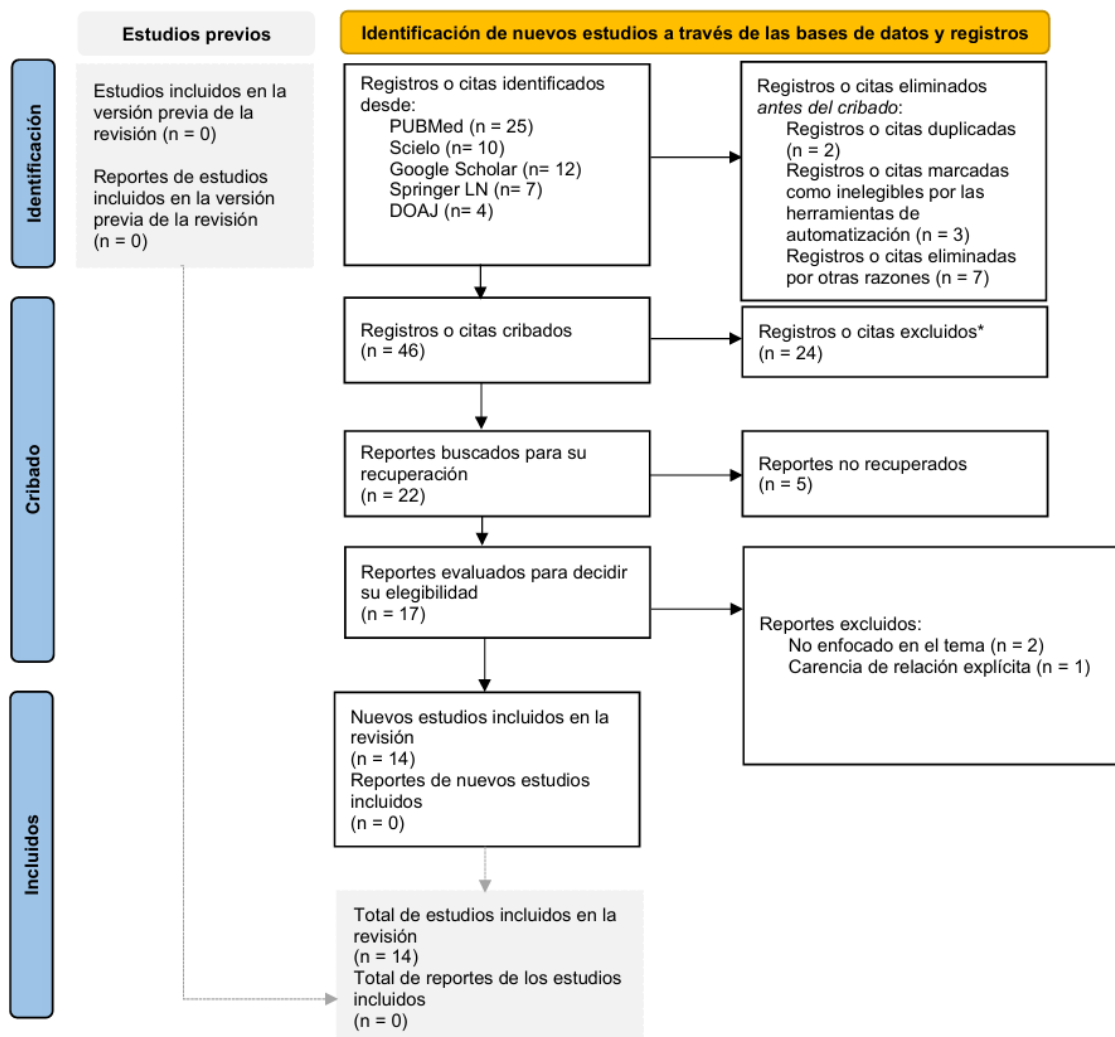 Estudios previos
Identificación de nuevos estudios a través de las bases de datos y registros
Identificación
Estudios incluidos en la
versión previa de la
revisión (n = 0)
Reportes de estudios
incluidos en la versión
previa de la revisión
(n = 0)
Registros o citas identificados
desde:
PUBMed (n = 25)
Scielo (n= 10)
Google Scholar (n= 12)
Springer LN (n= 7)
DOAJ (n= 4)
Registros o citas eliminados
antes del cribado:
Registros o citas duplicadas
(n = 2)
Registros o citas marcadas
como inelegibles por las
herramientas de
automatización (n = 3)
Registros o citas eliminadas
por otras razones (n = 7)
Cribado
Registros o citas cribados
(n = 46)
Registros o citas excluidos*
(n = 24)
Reportes buscados para su
recuperación
(n = 22)
Reportes no recuperados
(n = 5)
Reportes evaluados para decidir
su elegibilidad
(n = 17)
Reportes excluidos:
No enfocado en el tema (n = 2)
Carencia de relación explícita (n = 1)
Incluidos
Nuevos estudios incluidos en la
revisión
(n = 14)
Reportes de nuevos estudios
incluidos
(n = 0)
Total de estudios incluidos en la
revisión
(n = 14)
Total de reportes de los estudios
incluidos
(n = 0)